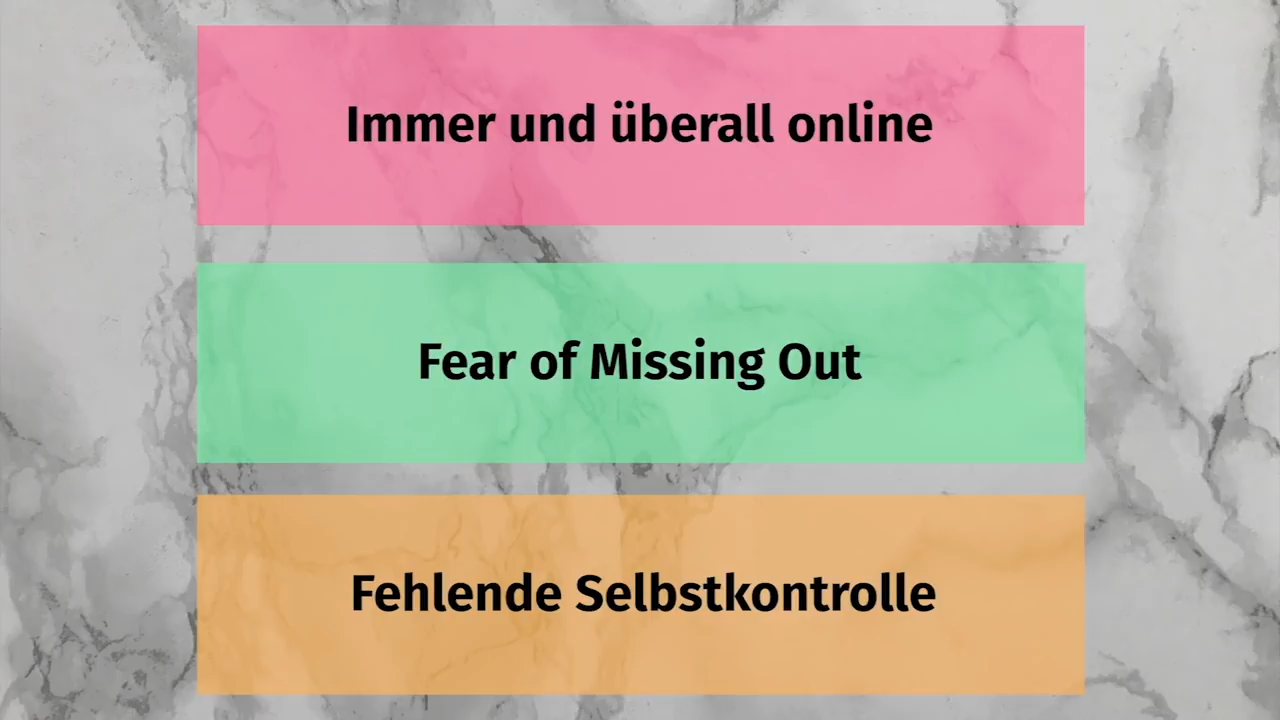 Immer und überall online
Fear of Missing Out
Fehlende Selbstkontrolle